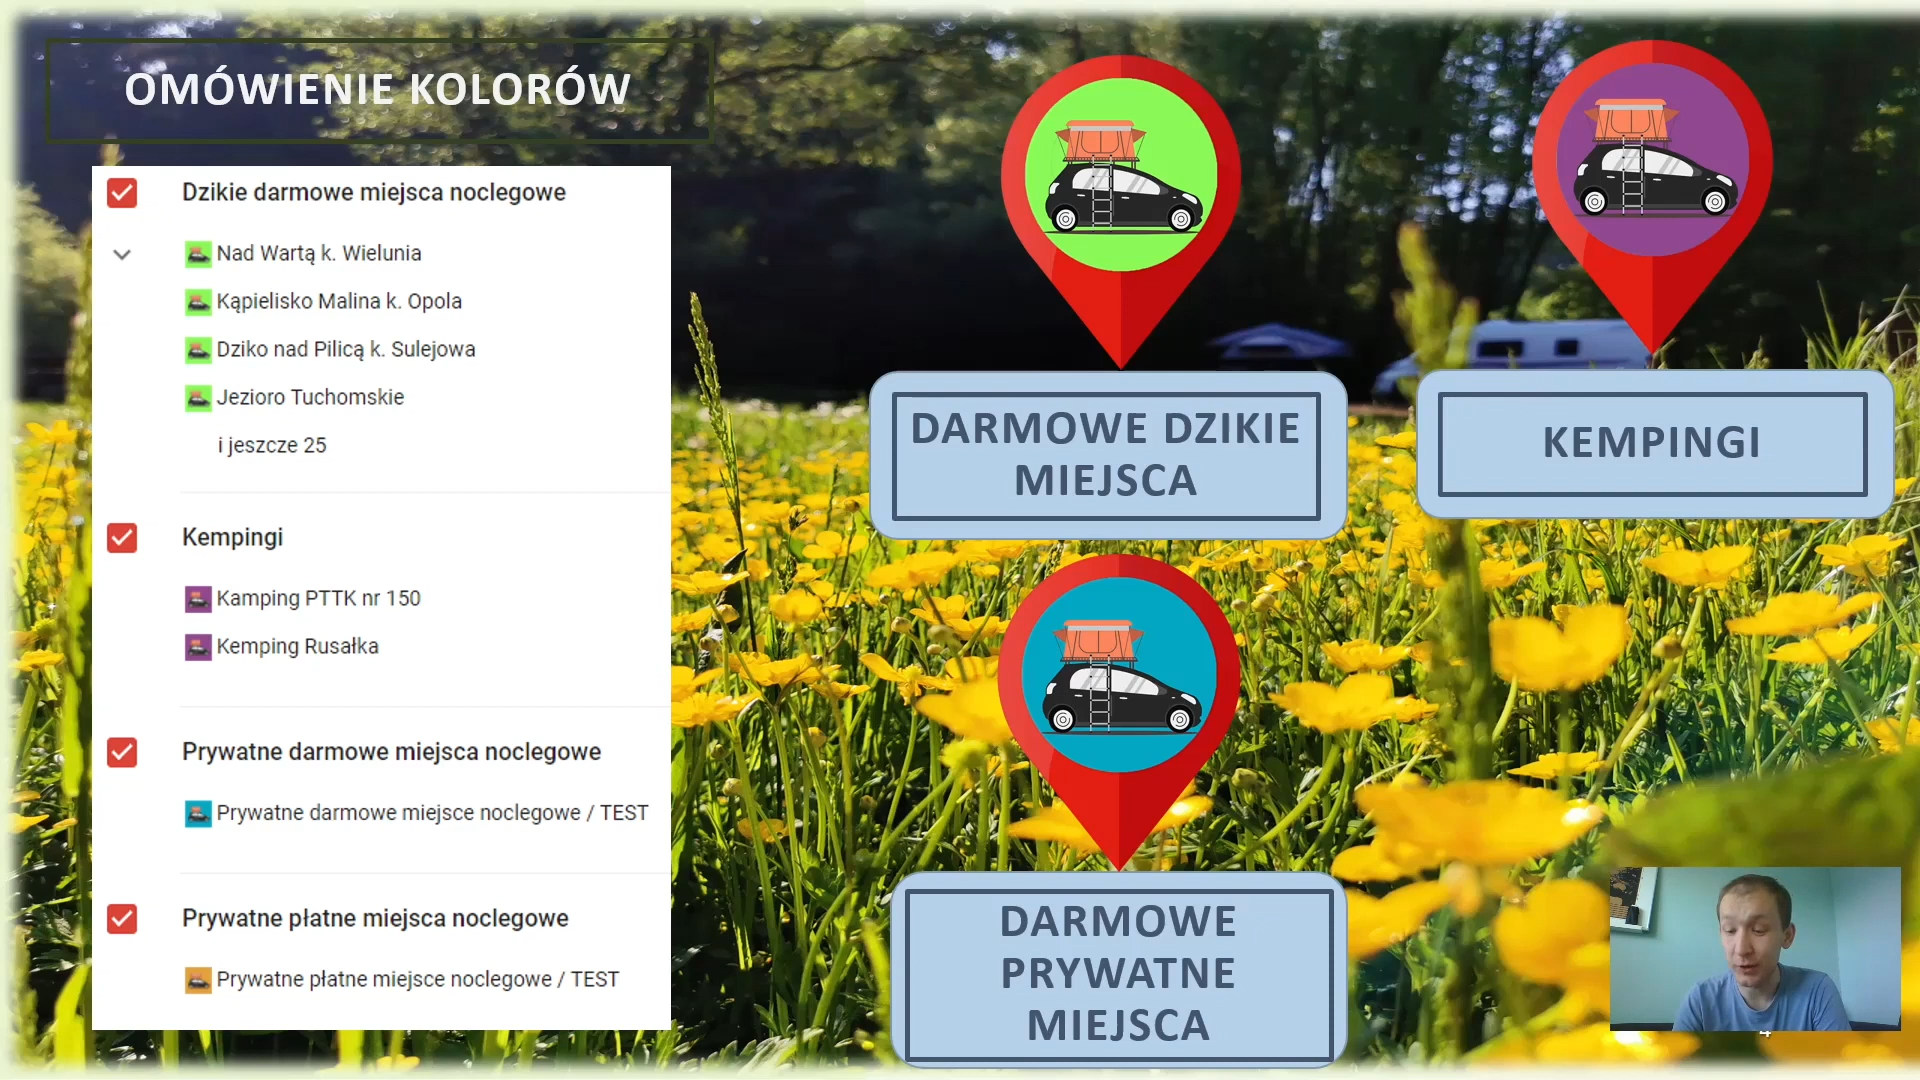 OMÓWIENIE KOLORÓW
Dzikie darmowe miejsca noclegowe
Nad Wartą k. Wielunia
Kąpielisko Malina k. Opola
Dziko nad Pilicą k. Sulejowa
Jezioro Tuchomskie
i jeszcze 25
Kempingi
Kamping PTTK nr 150
Kemping Rusałka
Prywatne darmowe miejsca noclegowe
Prywatne darmowe miejsce noclegowe / TEST
Prywatne płatne miejsca noclegowe
Prywatne płatne miejsce noclegowe / TEST
DARMOWE DZIKIE
MIEJSCA
KEMPINGI
DARMOWE
PRYWATNE
MIEJSCA